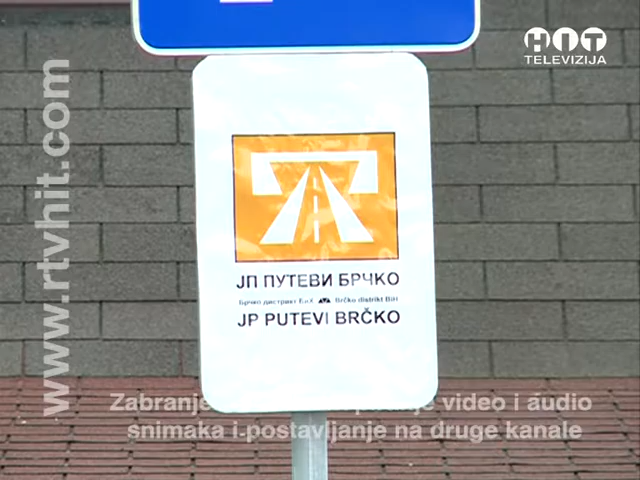 HIT
TELEVIZIJA
www.rtvhit.com
ЈП ПУТЕВИ БРЧКО
Брчко дистрикт БиХ Brčko distrikt BiH
JP PUTEVI BRČKO
video i audio
snimaka i postavljanje na druge kanale